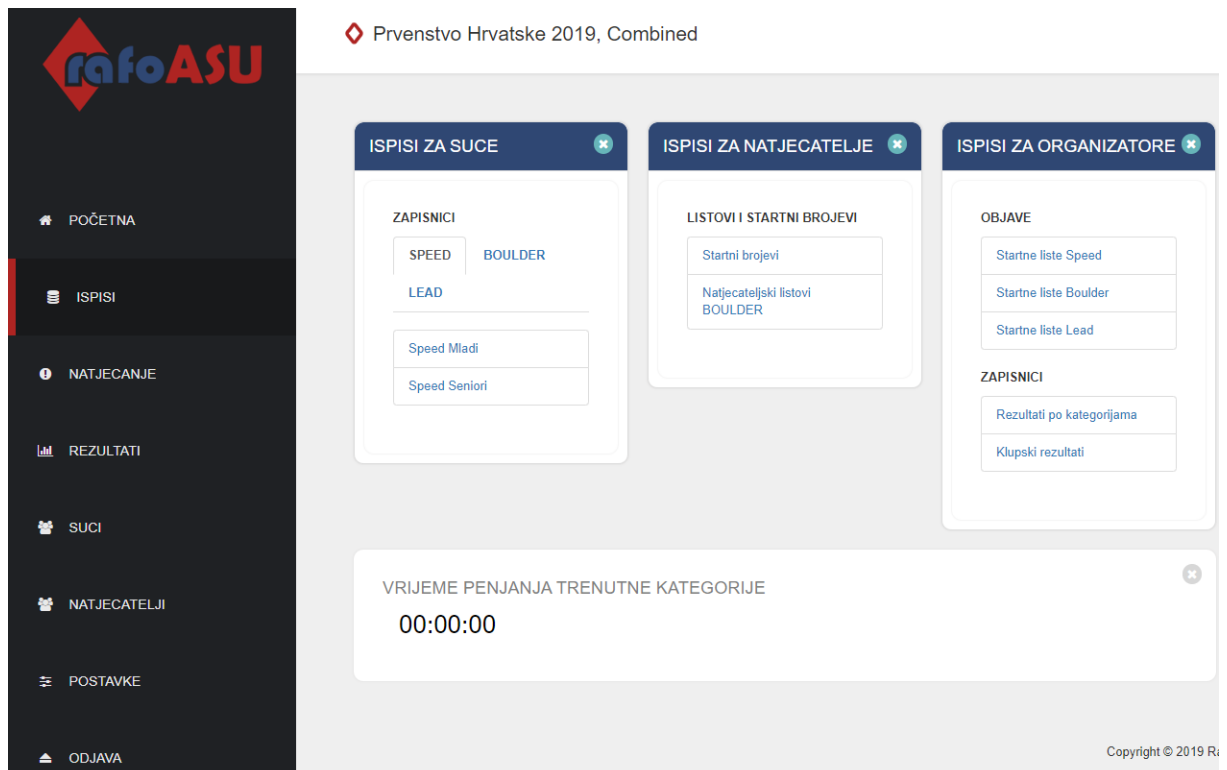 rafoASU
Prvenstvo Hrvatske 2019, Combined
POČETNA
ISPISI
NATJECANJE
REZULTATI
SUCI
NATJECATELJI
POSTAVKE
ODJAVA
ISPISI ZA SUCE
ZAPISNICI
SPEED BOULDER
LEAD
Speed Mladi
Speed Seniori
ISPISI ZA NATJECATELJE
LISTOVI I STARTNI BROJEVI
Startni brojevi
Natjecateljski listovi
BOULDER
ISPISI ZA ORGANIZATORE
OBJAVE
Startne liste Speed
Startne liste Boulder
Startne liste Lead
ZAPISNICI
Rezultati po kategorijama
Klupski rezultati
VRIJEME PENJANJA TRENUTNE KATEGORIJE
00:00:00
Copyright © 2019 Ra